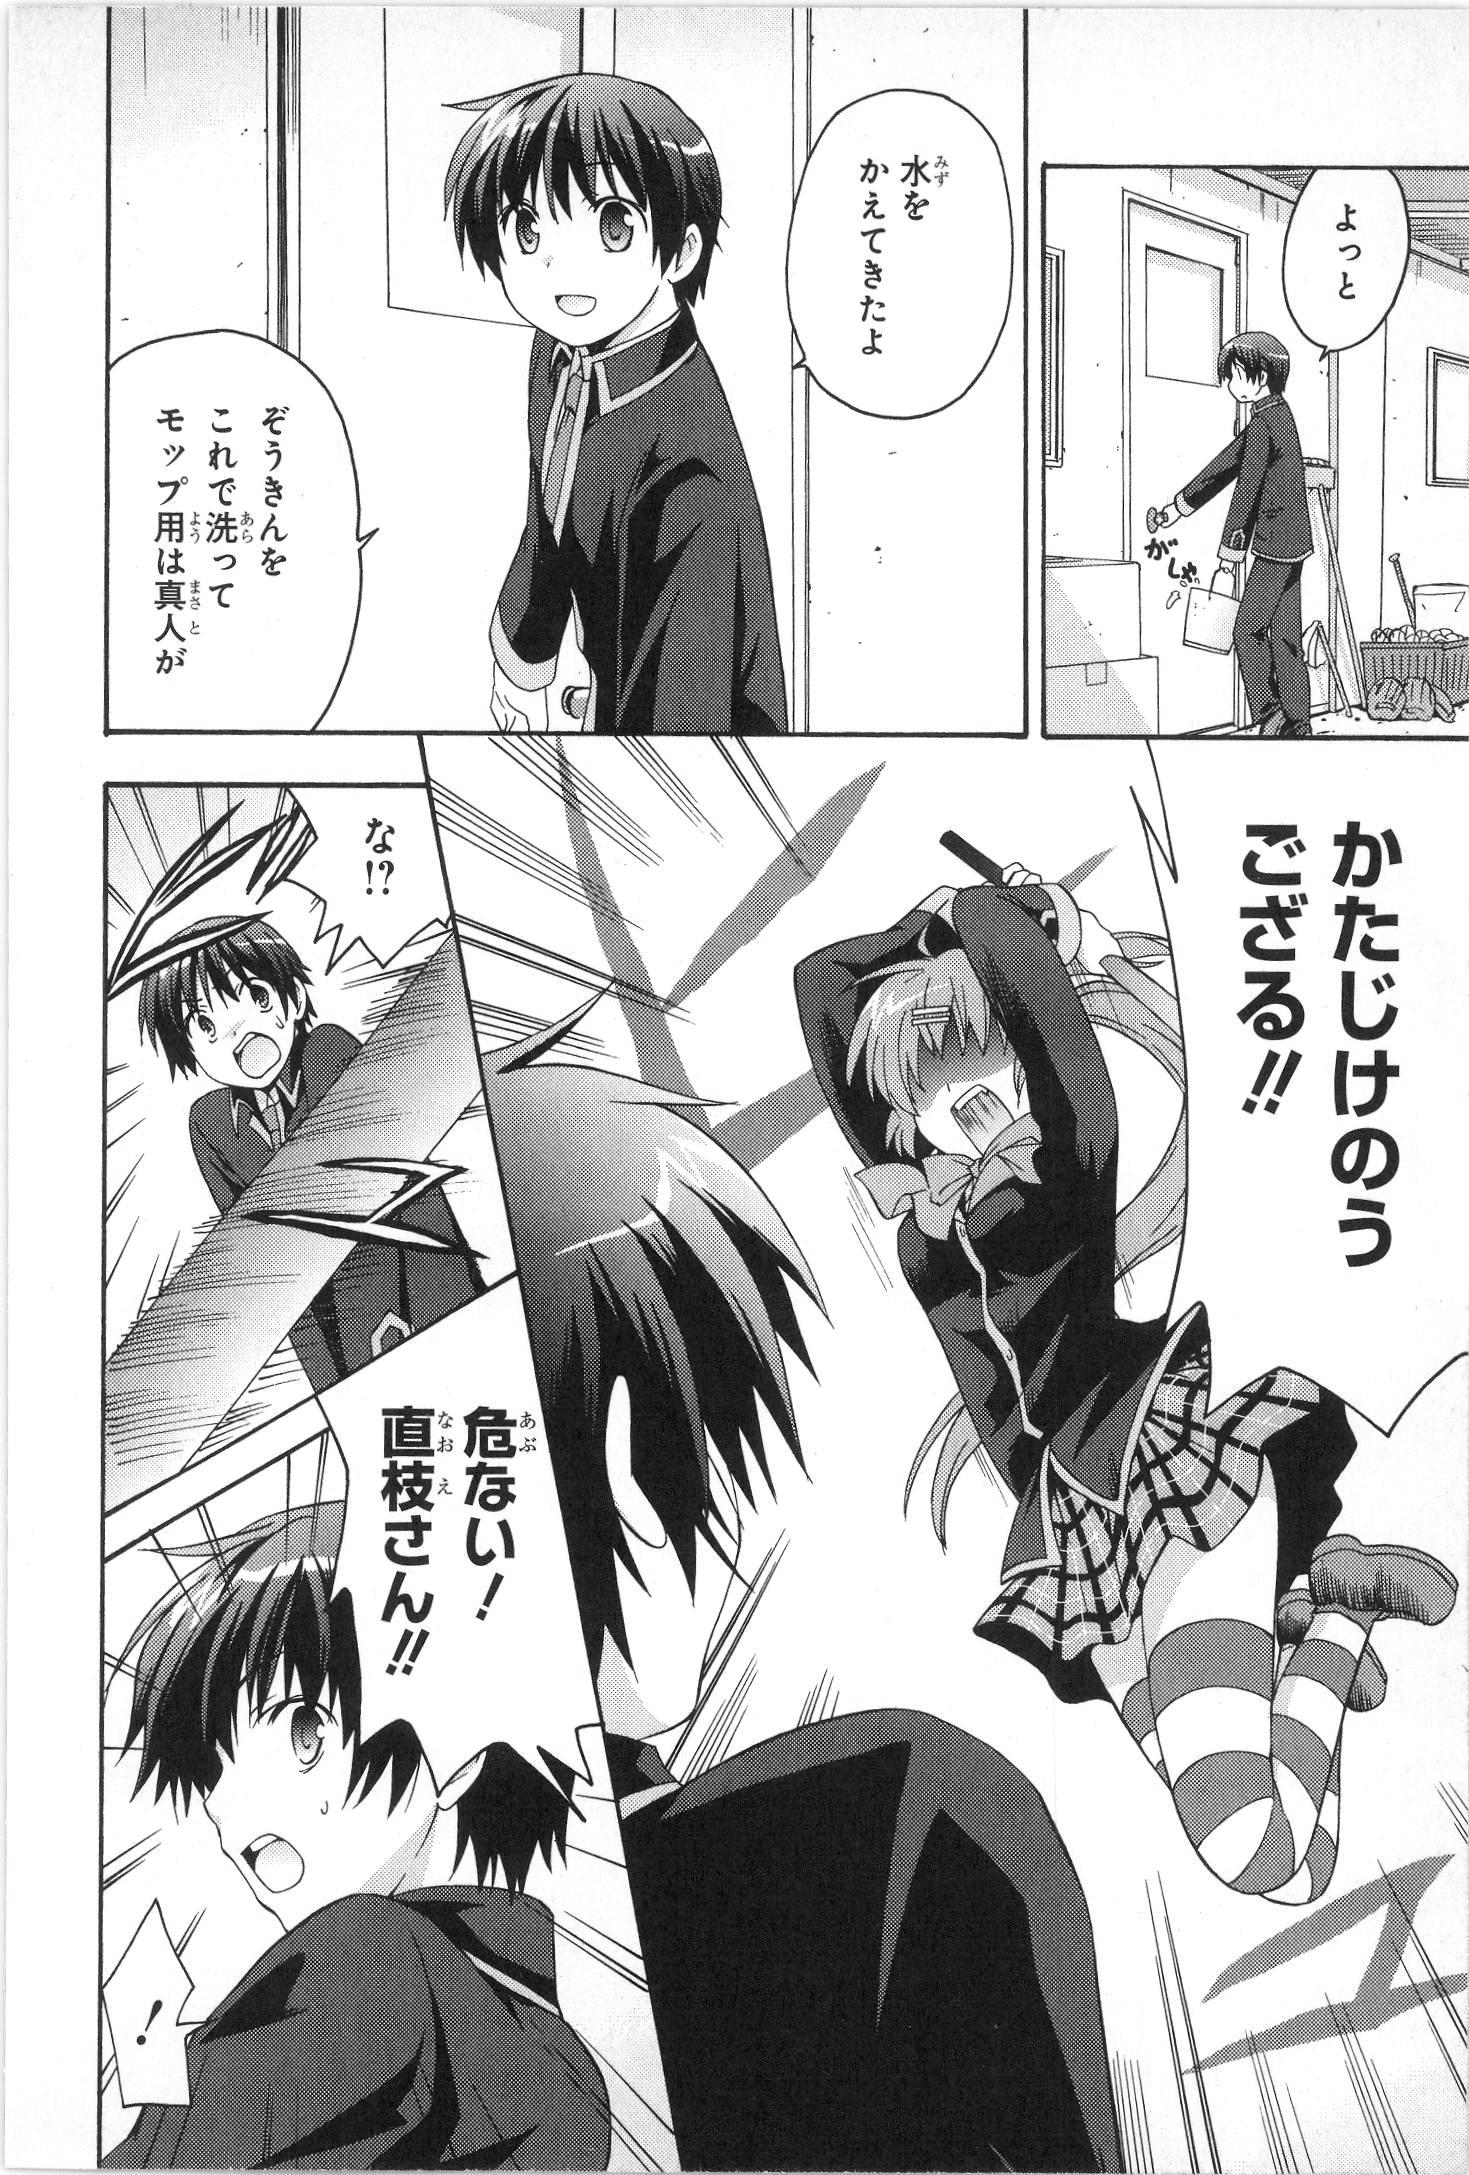 よっと
がしゃ
水を
かえてきたよ
ぞうきんを
これで洗って
モップ用は真人が
かたじけのう
ござる!!
な!?
危ない!
直枝さん!!
!